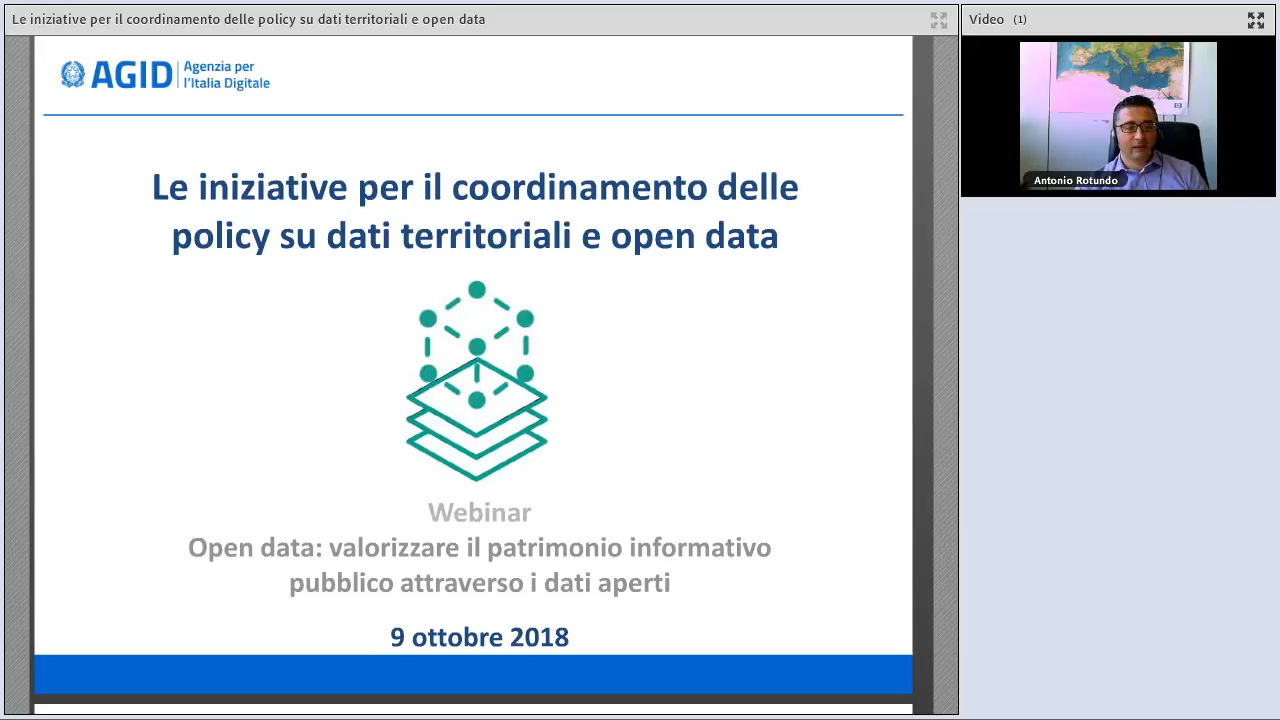 Le iniziative per il coordinamento delle policy su dati territoriali e open data
Video (1)
AGID
Agenzia per
l'Italia Digitale
Antonio Rotundo
Le iniziative per il coordinamento delle
policy su dati territoriali e open data
Webinar
Open data: valorizzare il patrimonio informativo
pubblico attraverso i dati aperti
9 ottobre 2018